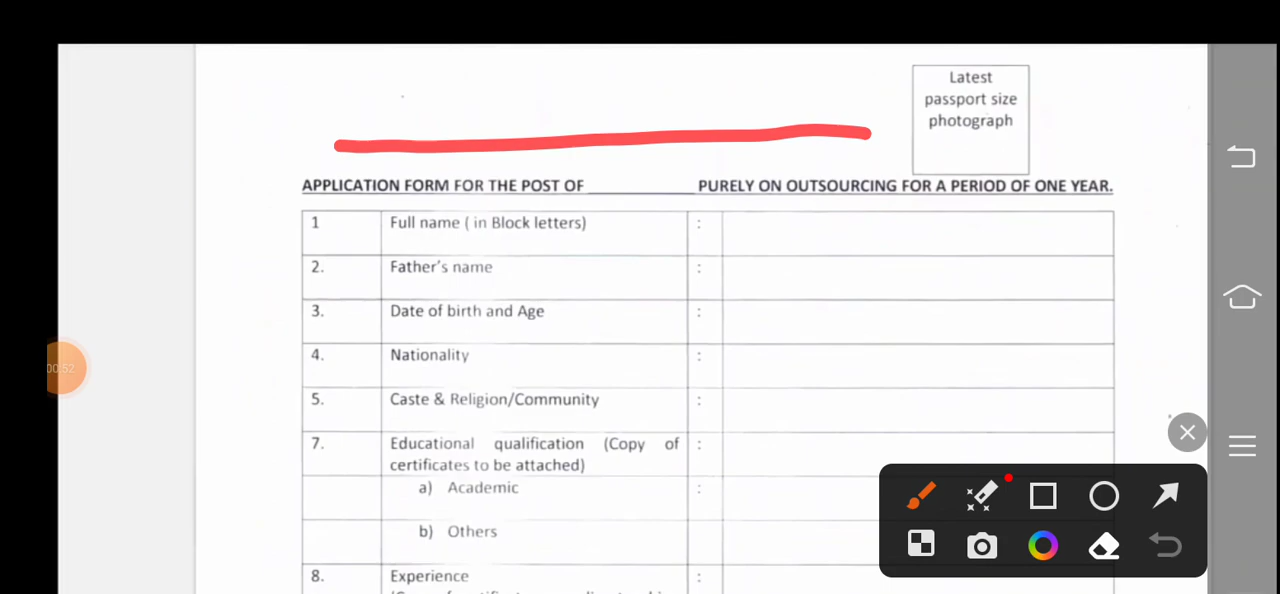 Latest
passport size
photograph
APPLICATION FORM FOR THE POST OF ____________ PURELY ON OUTSOURCING FOR A PERIOD OF ONE YEAR.
1 Full name ( in Block letters) :
2. Father's name :
3. Date of birth and Age :
4. Nationality :
5. Caste & Religion/Community :
7. Educational qualification (Copy of :
certificates to be attached)
a) Academic :
b) Others
8. Experience :
00:52